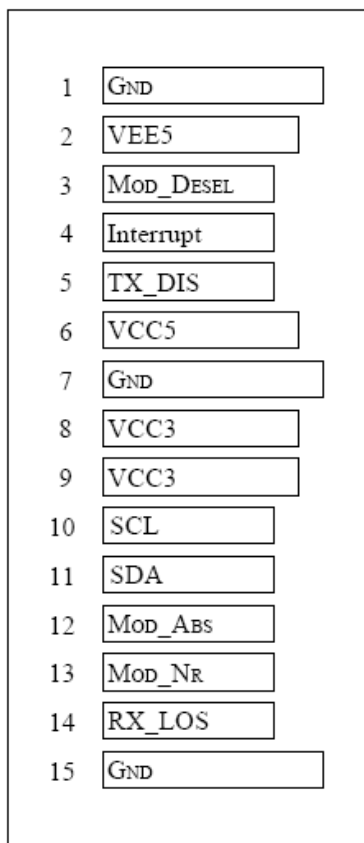 1 GND
2 VEE5
3 MOD_DESEL
4 Interrupt
5 TX_DIS
6 VCC5
7 GND
8 VCC3
9 VCC3
10 SCL
11 SDA
12 MOD_ABS
13 MOD_NR
14 RX_LOS
15 GND